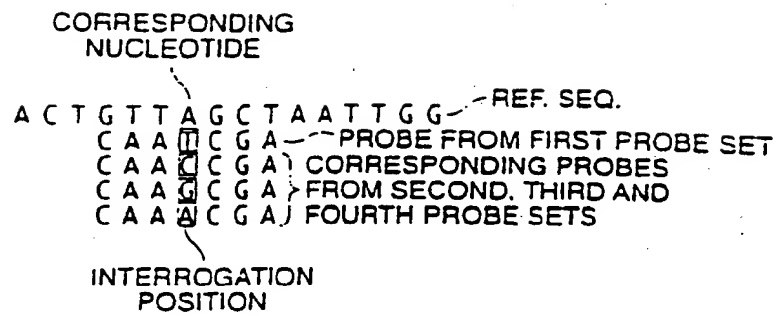 CORRESPONDING
NUCLEOTIDE
A C T G T T A G C T A A T T G G REF. SEQ.
C A A T C G A PROBE FROM FIRST PROBE SET
C A A C C G A CORRESPONDING PROBES
C A A G C G A FROM SECOND, THIRD AND
C A A A C G A FOURTH PROBE SETS
INTERROGATION
POSITION